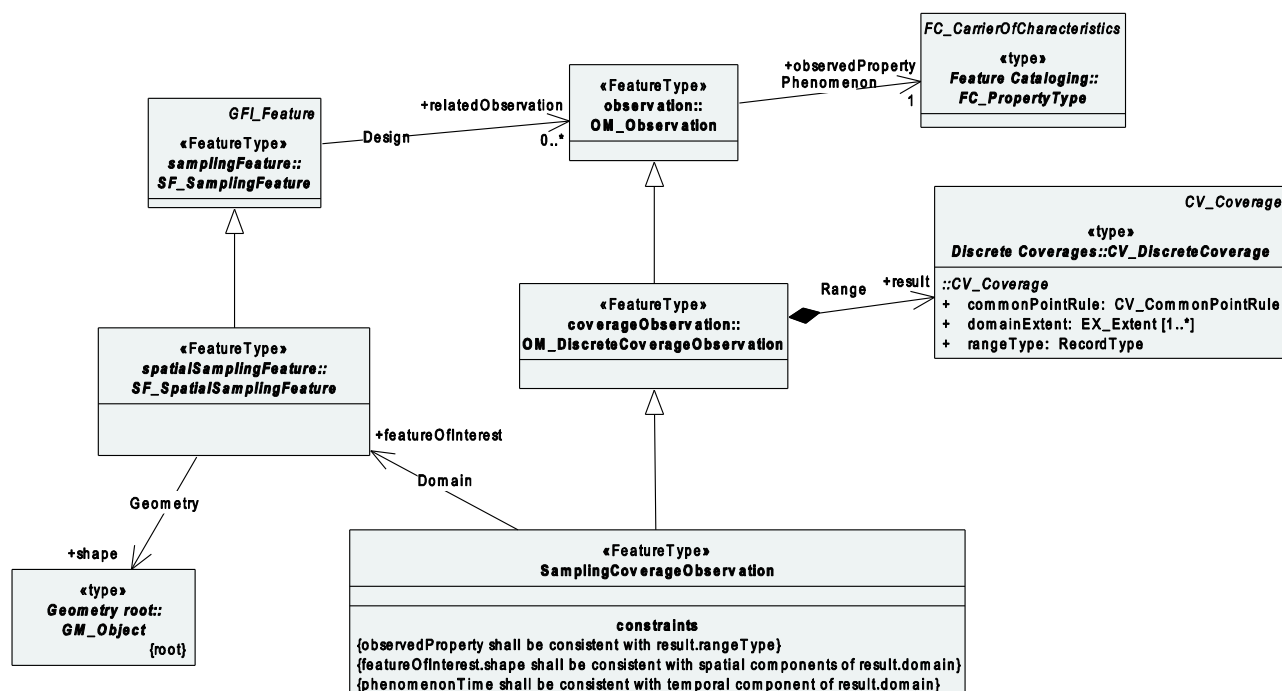 FC_CarrierOfCharacteristics
«type»
Feature Cataloging::
FC_PropertyType
+observedProperty
Phenomenon
1
«FeatureType»
observation::
OM_Observation
+relatedObservation
Design
0..*
GFI_Feature
«FeatureType»
samplingFeature::
SF_SamplingFeature
CV_Coverage
«type»
Discrete Coverages::CV_DiscreteCoverage
::CV_Coverage
+ commonPointRule: CV_CommonPointRule
+ domainExtent: EX_Extent [1..*]
+ rangeType: RecordType
Range
+result
«FeatureType»
coverageObservation::
OM_DiscreteCoverageObservation
«FeatureType»
spatialSamplingFeature::
SF_SpatialSamplingFeature
+featureOfInterest
Domain
Geometry
+shape
«type»
Geometry root::
GM_Object
{root}
«FeatureType»
SamplingCoverageObservation
constraints
{observedProperty shall be consistent with result.rangeType}
{featureOfInterest.shape shall be consistent with spatial components of result.domain}
{phenomenonTime shall be consistent with temporal component of result.domain}